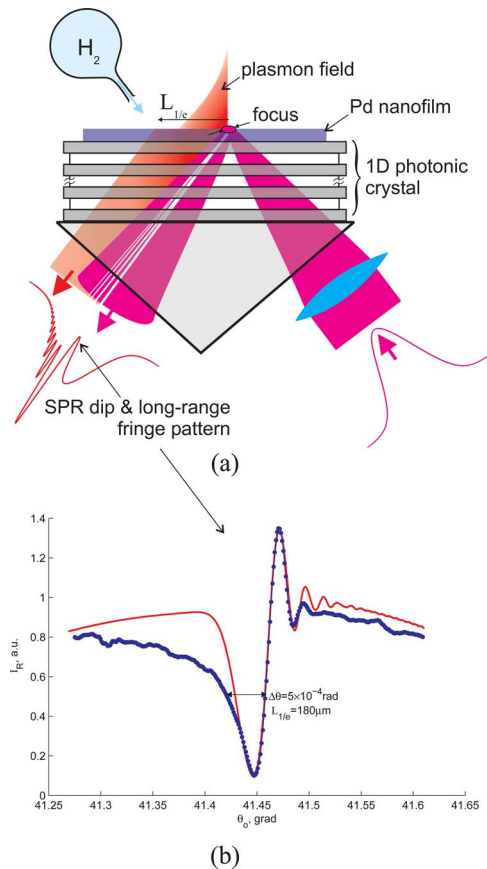 H2
plasmon field
L1/e
focus
Pd nanofilm
1D photonic
crystal
SPR dip & long-range
fringe pattern
(a)
1.4
1.2
1
0.8
0.6
0.4
0.2
0
IR, a.u.
Δθ=5×10⁻⁴rad
L1/e=180μm
41.25 41.3 41.35 41.4 41.45 41.5 41.55 41.6 41.65
θo, grad
(b)